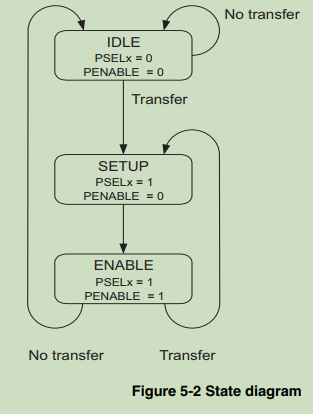 No transfer
IDLE
PSELx = 0
PENABLE = 0
Transfer
SETUP
PSELx = 1
PENABLE = 0
ENABLE
PSELx = 1
PENABLE = 1
No transfer
Transfer
Figure 5-2 State diagram